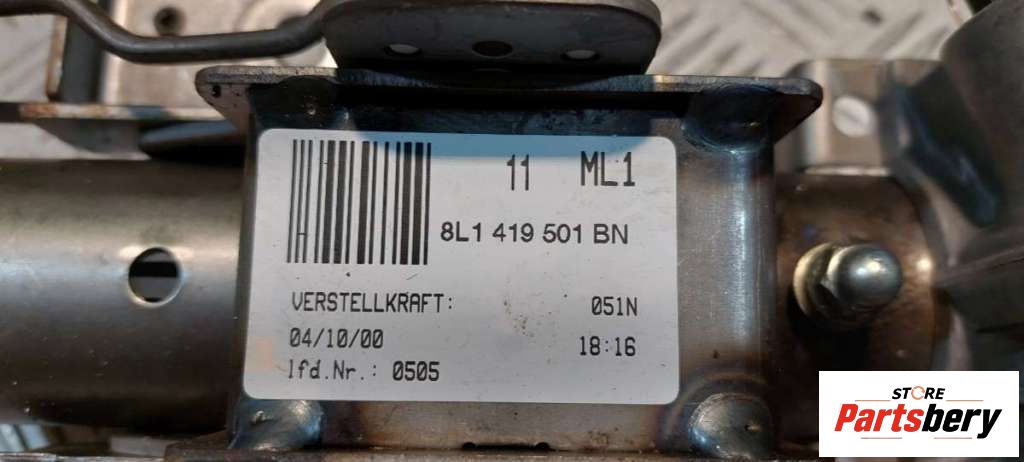 11 ML1
8L1 419 501 BN
VERSTELLKRAFT: 051N
04/10/00 18:16
lfd.Nr.: 0505
STORE
Partsbery